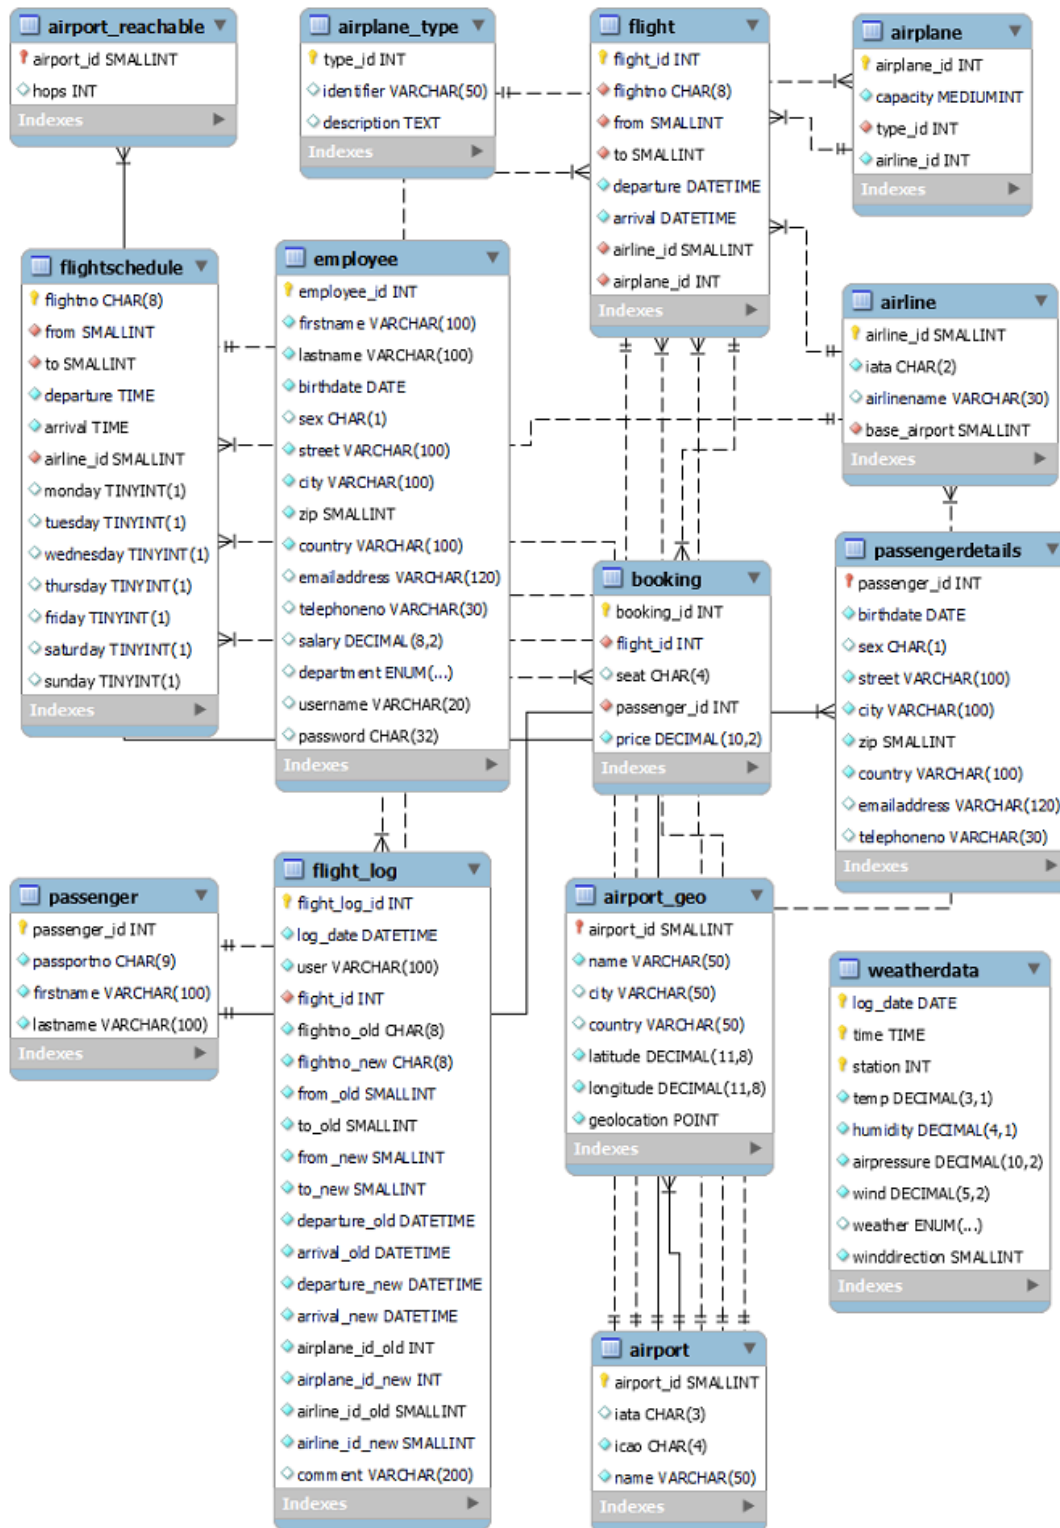 airport_reachable
airport_id SMALLINT
hops INT
Indexes
airplane_type
type_id INT
identifier VARCHAR(50)
description TEXT
Indexes
flight
flight_id INT
flightno CHAR(8)
from SMALLINT
to SMALLINT
departure DATETIME
arrival DATETIME
airline_id SMALLINT
airplane_id INT
Indexes
airplane
airplane_id INT
capacity MEDIUMINT
type_id INT
airline_id INT
Indexes
flightschedule
flightno CHAR(8)
from SMALLINT
to SMALLINT
departure TIME
arrival TIME
airline_id SMALLINT
monday TINYINT(1)
tuesday TINYINT(1)
wednesday TINYINT(1)
thursday TINYINT(1)
friday TINYINT(1)
saturday TINYINT(1)
sunday TINYINT(1)
Indexes
employee
employee_id INT
firstname VARCHAR(100)
lastname VARCHAR(100)
birthdate DATE
sex CHAR(1)
street VARCHAR(100)
city VARCHAR(100)
zip SMALLINT
country VARCHAR(100)
emailaddress VARCHAR(120)
telephoneno VARCHAR(30)
salary DECIMAL(8,2)
department ENUM(...)
username VARCHAR(20)
password CHAR(32)
Indexes
airline
airline_id SMALLINT
iata CHAR(2)
airlinename VARCHAR(30)
base_airport SMALLINT
Indexes
booking
booking_id INT
flight_id INT
seat CHAR(4)
passenger_id INT
price DECIMAL(10,2)
Indexes
passengerdetails
passenger_id INT
birthdate DATE
sex CHAR(1)
street VARCHAR(100)
city VARCHAR(100)
zip SMALLINT
country VARCHAR(100)
emailaddress VARCHAR(120)
telephoneno VARCHAR(30)
Indexes
passenger
passenger_id INT
passportno CHAR(9)
firstname VARCHAR(100)
lastname VARCHAR(100)
Indexes
flight_log
flight_log_id INT
log_date DATETIME
user VARCHAR(100)
flight_id INT
flightno_old CHAR(8)
flightno_new CHAR(8)
from_old SMALLINT
to_old SMALLINT
from_new SMALLINT
to_new SMALLINT
departure_old DATETIME
arrival_old DATETIME
departure_new DATETIME
arrival_new DATETIME
airplane_id_old INT
airplane_id_new INT
airline_id_old SMALLINT
airline_id_new SMALLINT
comment VARCHAR(200)
Indexes
airport_geo
airport_id SMALLINT
name VARCHAR(50)
city VARCHAR(50)
country VARCHAR(50)
latitude DECIMAL(11,8)
longitude DECIMAL(11,8)
geolocation POINT
Indexes
weatherdata
log_date DATE
time TIME
station INT
temp DECIMAL(3,1)
humidity DECIMAL(4,1)
airpressure DECIMAL(10,2)
wind DECIMAL(5,2)
weather ENUM(...)
winddirection SMALLINT
Indexes
airport
airport_id SMALLINT
iata CHAR(3)
icao CHAR(4)
name VARCHAR(50)
Indexes